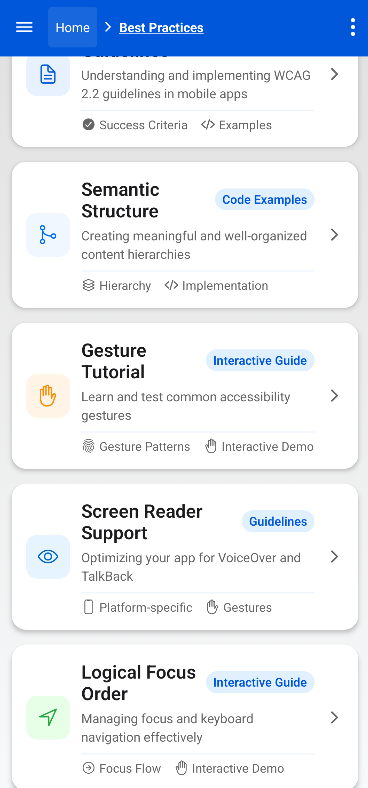 Home
Best Practices
Guidelines
Understanding and implementing WCAG
2.2 guidelines in mobile apps
Success Criteria
Examples
Semantic
Structure
Code Examples
Creating meaningful and well-organized
content hierarchies
Hierarchy
Implementation
Gesture
Tutorial
Interactive Guide
Learn and test common accessibility
gestures
Gesture Patterns
Interactive Demo
Screen Reader
Support
Guidelines
Optimizing your app for VoiceOver and
TalkBack
Platform-specific
Gestures
Logical Focus
Order
Interactive Guide
Managing focus and keyboard
navigation effectively
Focus Flow
Interactive Demo